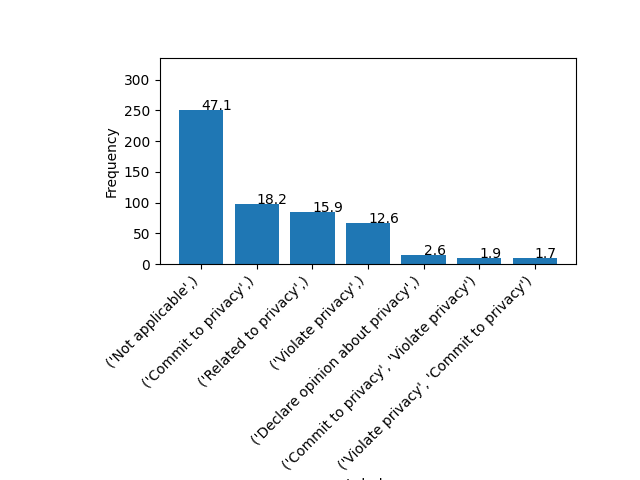 Frequency
300
250
200
150
100
50
0
47.1
18.2
15.9
12.6
2.6
1.9
1.7
('Not applicable',)
('Commit to privacy',)
('Related to privacy',)
('Violate privacy',)
('Declare opinion about privacy',)
('Commit to privacy', 'Violate privacy')
('Violate privacy', 'Commit to privacy')